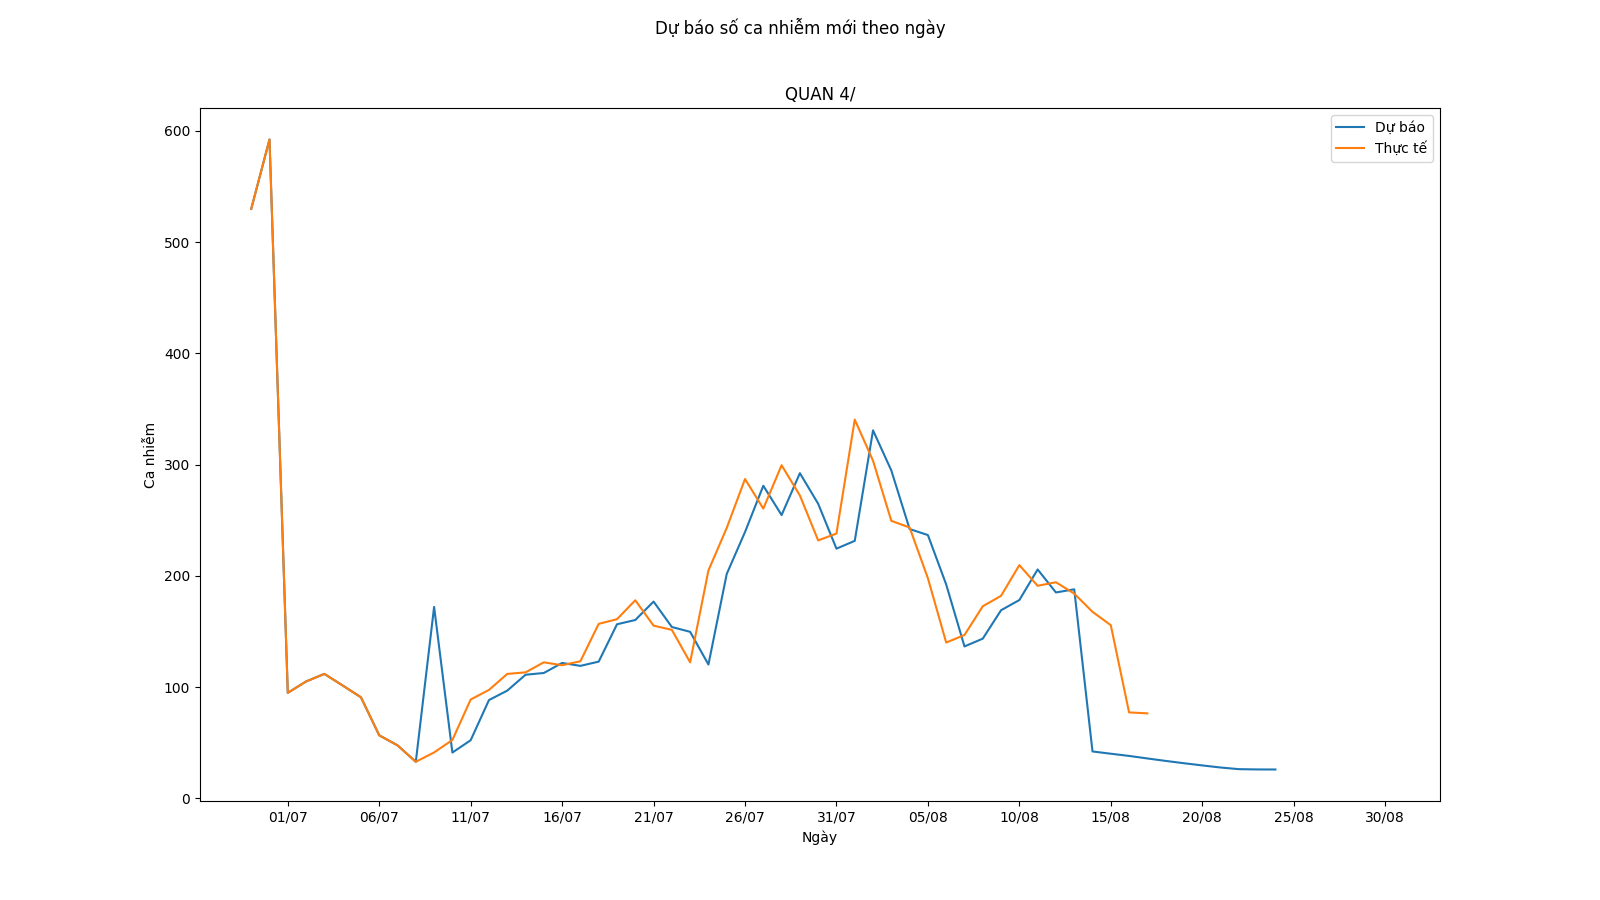 Dự báo số ca nhiễm mới theo ngày
QUAN 4/
Dự báo
Thực tế
600
500
400
300
200
100
0
Ca nhiễm
01/07 06/07 11/07 16/07 21/07 26/07 31/07 05/08 10/08 15/08 20/08 25/08 30/08
Ngày